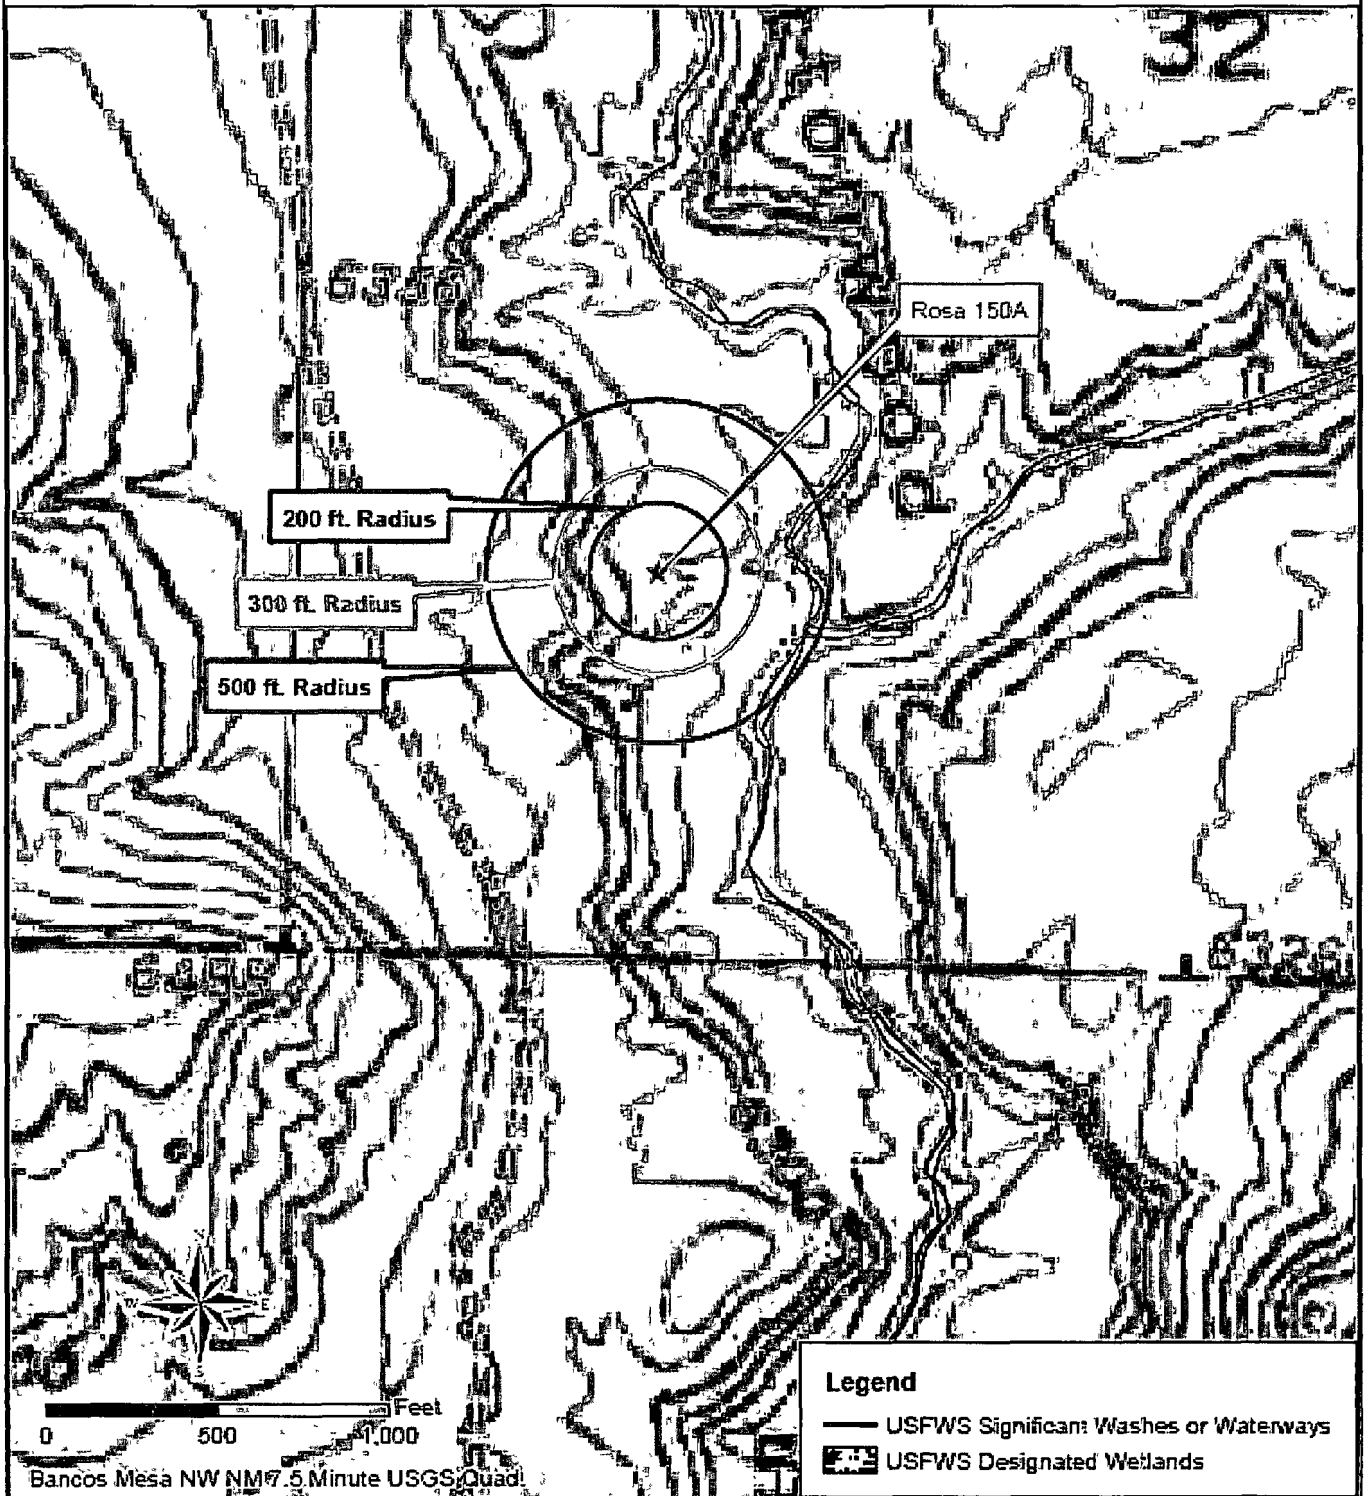 32
Rosa 150A
200 ft. Radius
300 ft. Radius
500 ft. Radius
N
W E
S
Feet
0 500 1,000
Bancos Mesa NW NM 7.5 Minute USGS Quad
Legend
USFWS Significant Washes or Waterways
USFWS Designated Wetlands